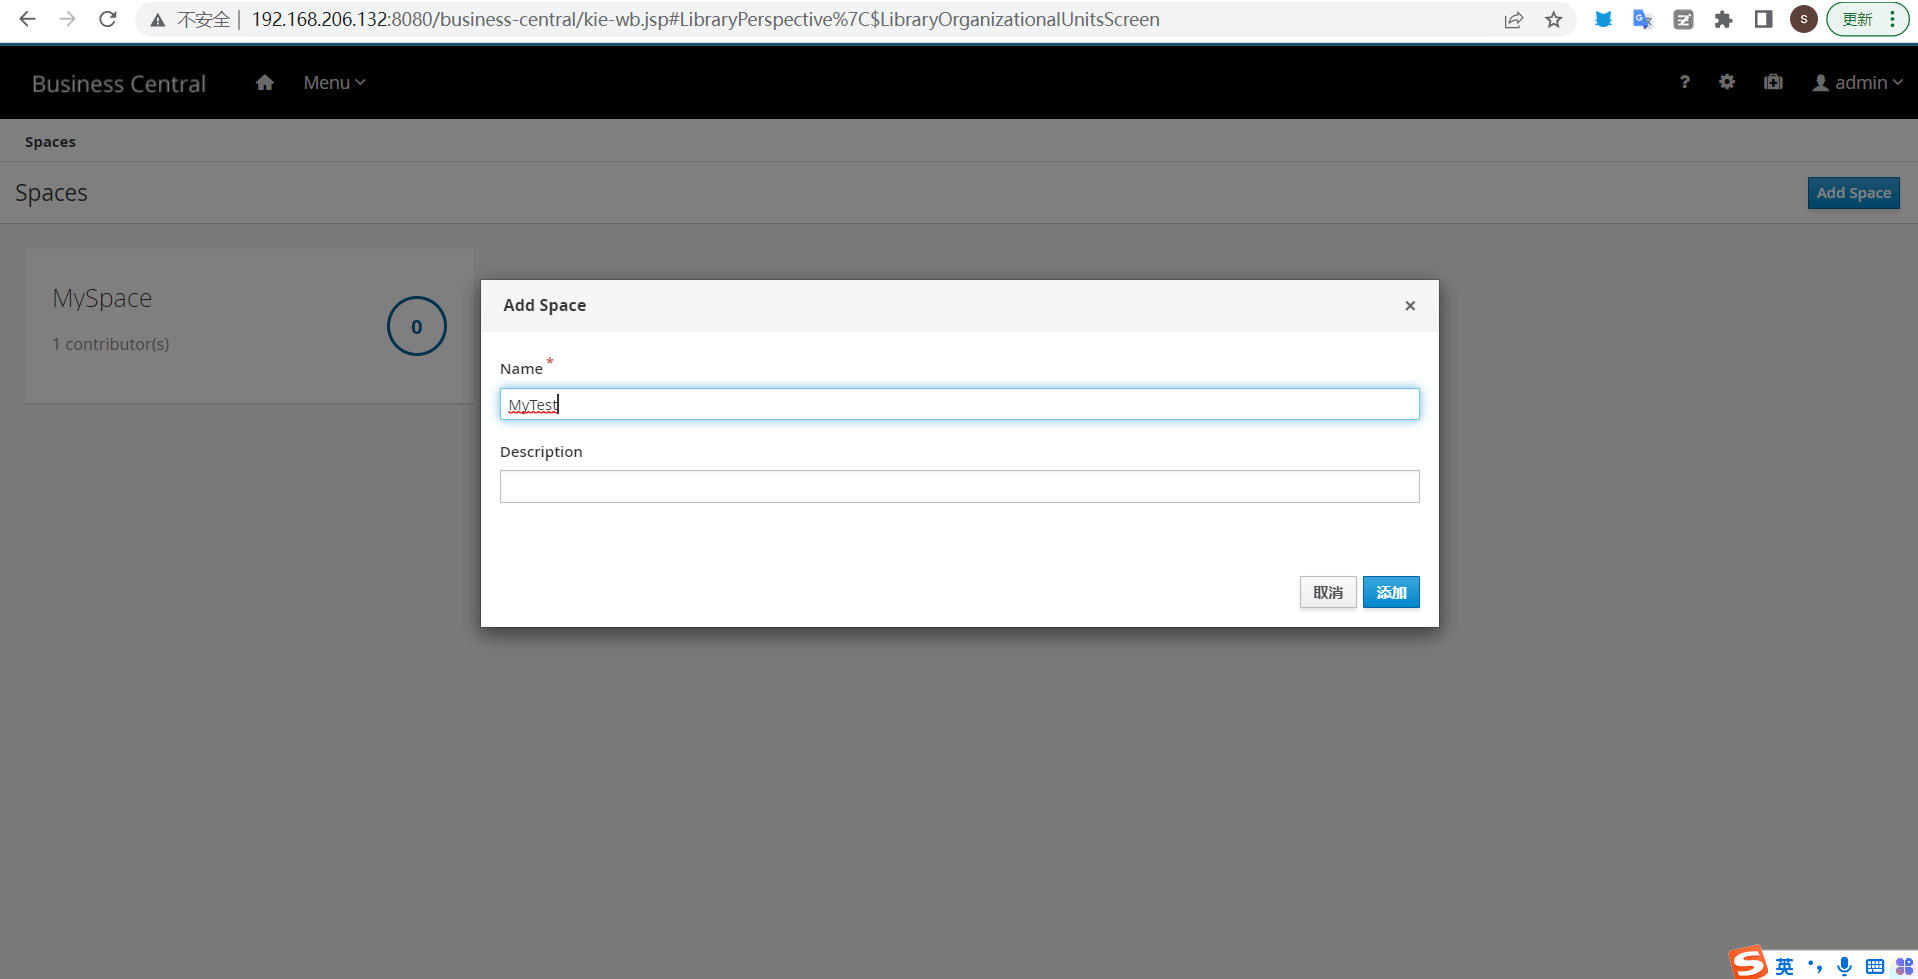 不安全 | 192.168.206.132:8080/business-central/kie-wb.jsp#LibraryPerspective%7C$LibraryOrganizationalUnitsScreen
S
更新
Business Central
Menu
?
admin
Spaces
Spaces
Add Space
MySpace
0
1 contributor(s)
Add Space
×
Name *
MyTest
Description
取消
添加
S 英